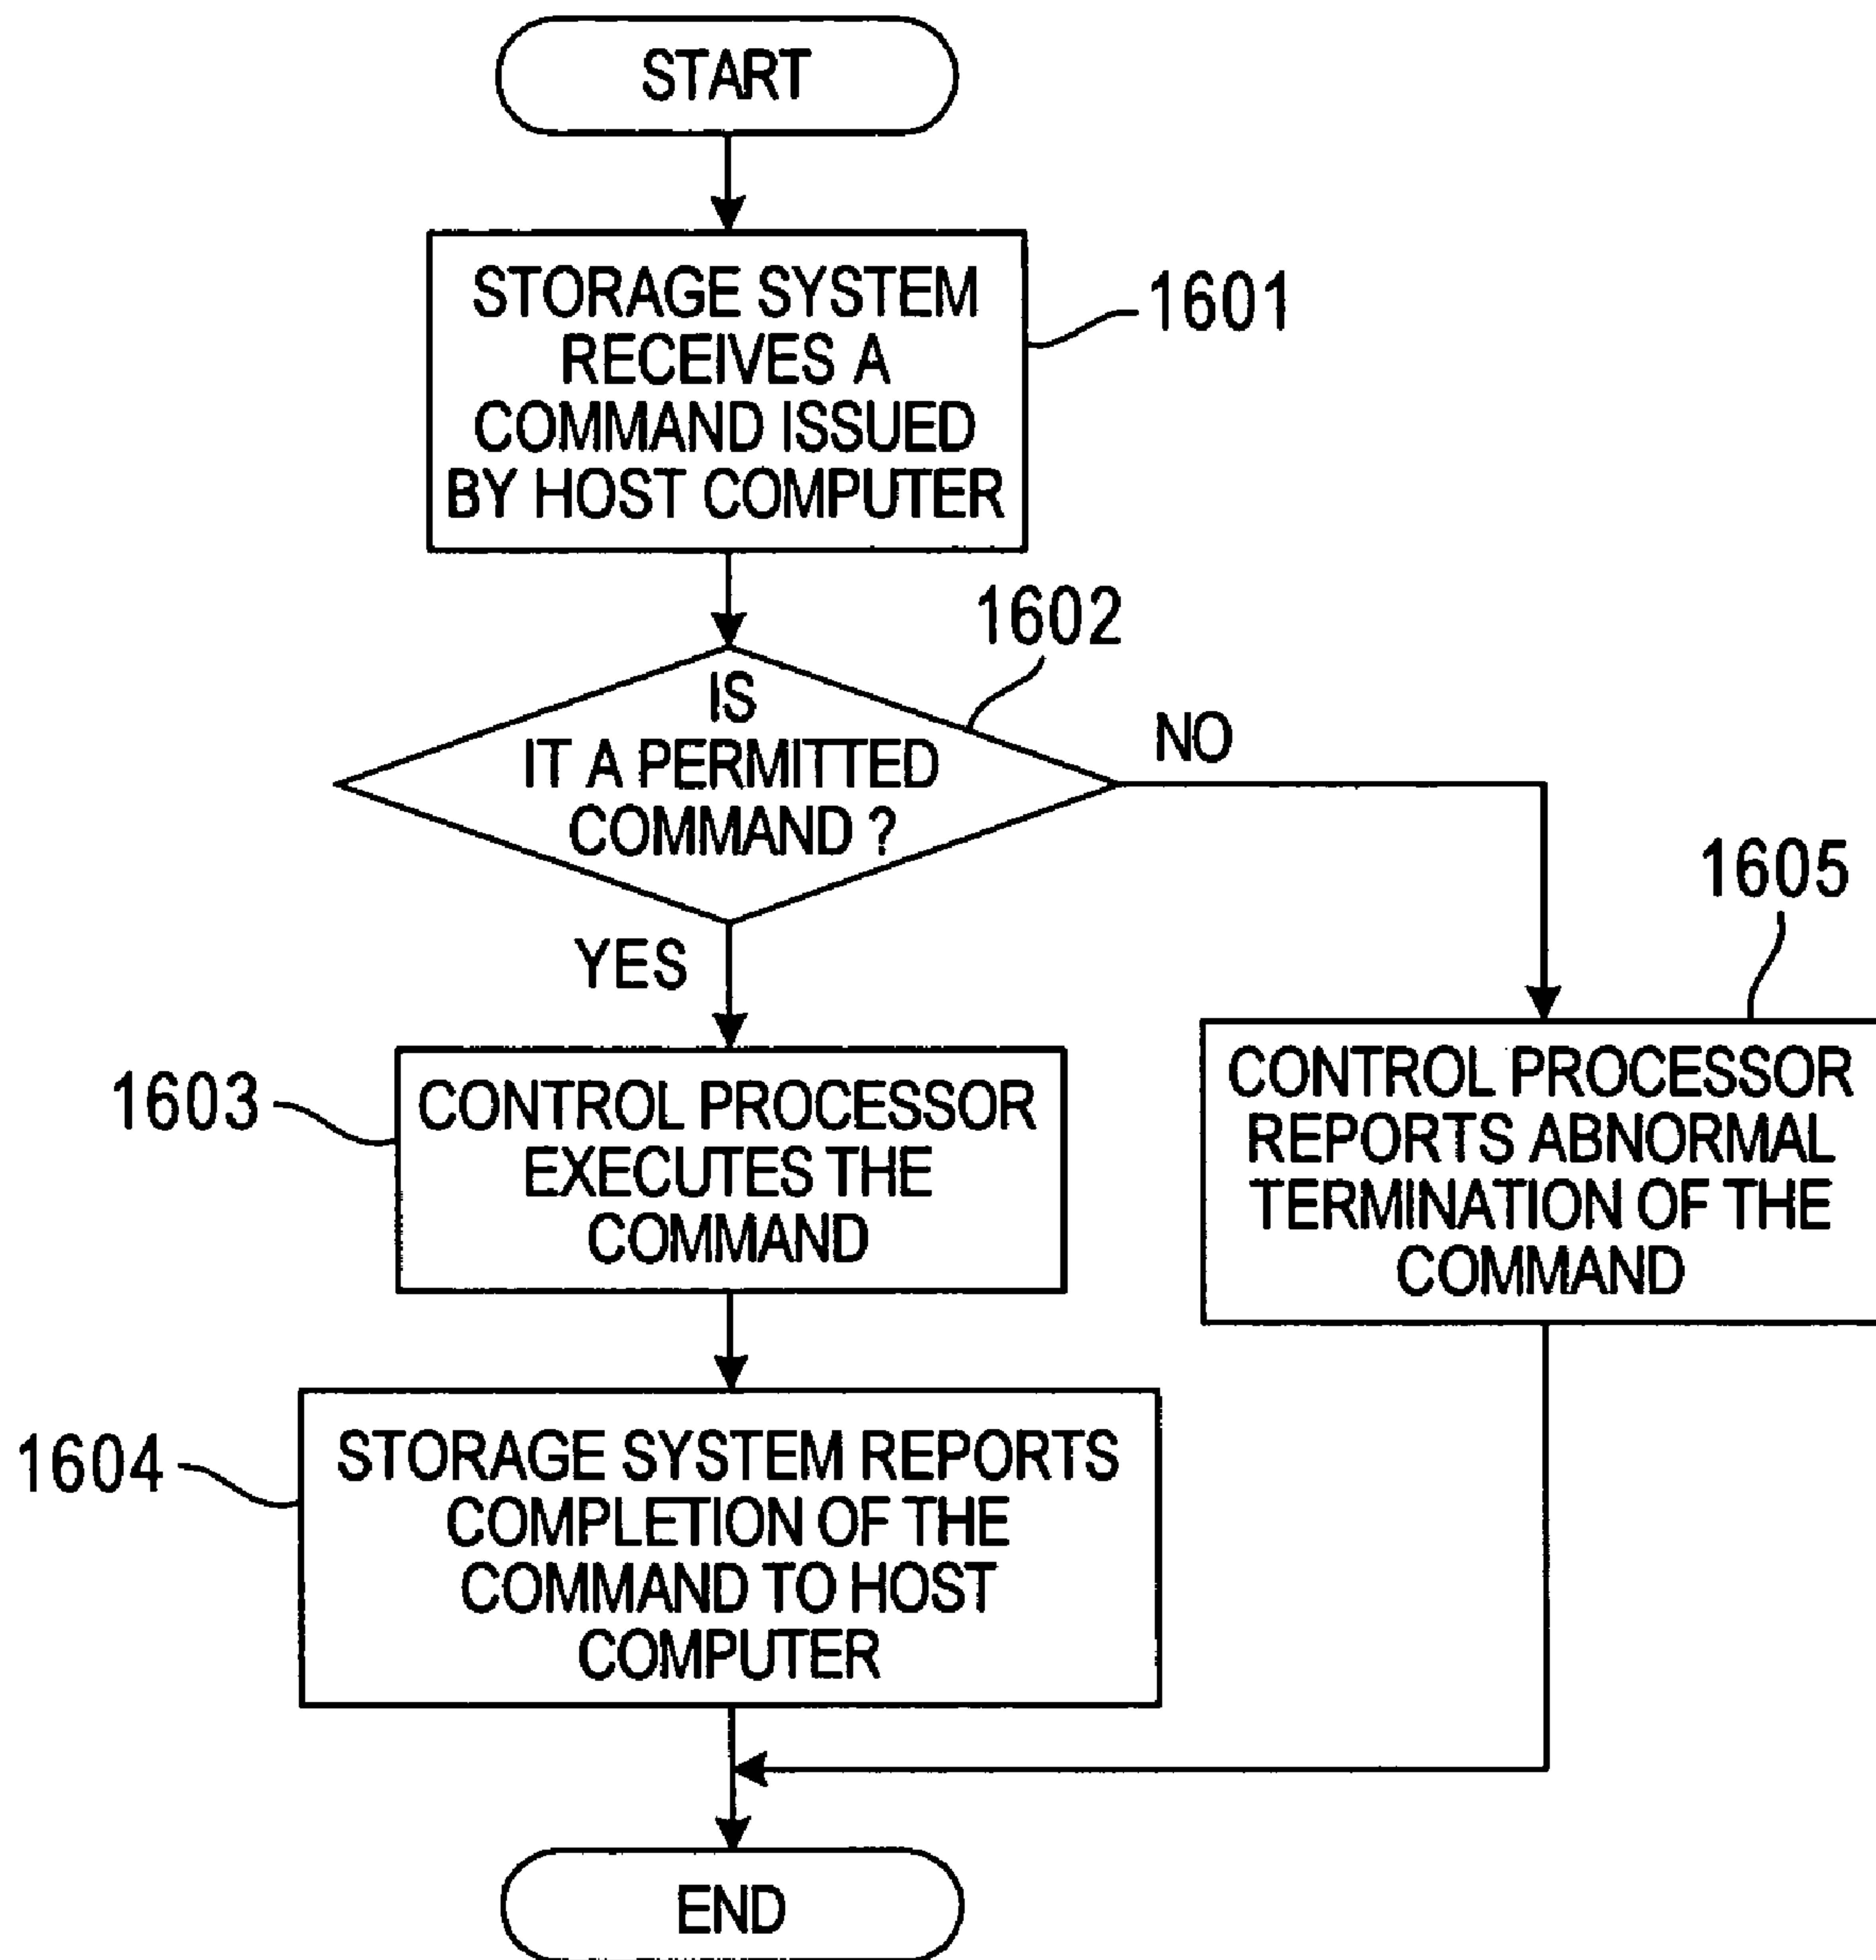 START
STORAGE SYSTEM
RECEIVES A
COMMAND ISSUED
BY HOST COMPUTER
1601
1602
IS
IT A PERMITTED
COMMAND ?
NO
YES
1605
1603
CONTROL PROCESSOR
EXECUTES THE
COMMAND
CONTROL PROCESSOR
REPORTS ABNORMAL
TERMINATION OF THE
COMMAND
1604
STORAGE SYSTEM REPORTS
COMPLETION OF THE
COMMAND TO HOST
COMPUTER
END